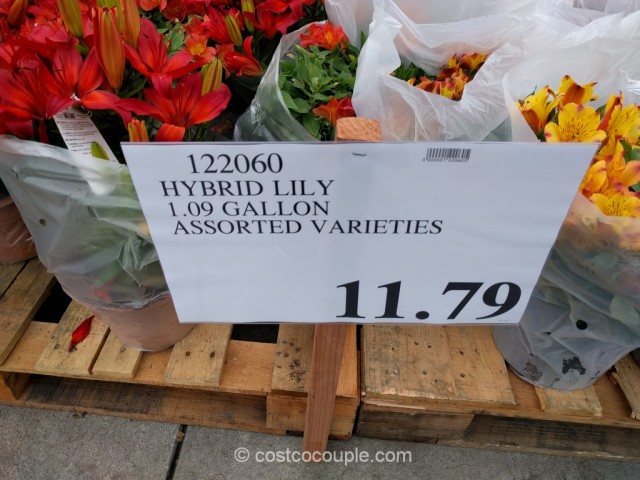 122060
HYBRID LILY
1.09 GALLON
ASSORTED VARIETIES
11.79
© costcocouple.com